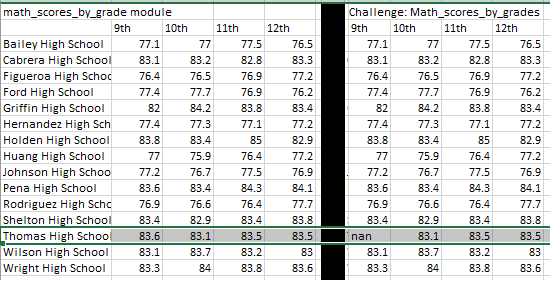 math_scores_by_grade module Challenge: Math_scores_by_grades
9th 10th 11th 12th 9th 10th 11th 12th
Bailey High School 77.1 77 77.5 76.5 77.1 77 77.5 76.5
Cabrera High School 83.1 83.2 82.8 83.3 83.1 83.2 82.8 83.3
Figueroa High Schoo 76.4 76.5 76.9 77.2 76.4 76.5 76.9 77.2
Ford High School 77.4 77.7 76.9 76.2 77.4 77.7 76.9 76.2
Griffin High School 82 84.2 83.8 83.4 82 84.2 83.8 83.4
Hernandez High Sch 77.4 77.3 77.1 77.2 77.4 77.3 77.1 77.2
Holden High School 83.8 83.4 85 82.9 83.8 83.4 85 82.9
Huang High School 77 75.9 76.4 77.2 77 75.9 76.4 77.2
Johnson High Schoo 77.2 76.7 77.5 76.9 77.2 76.7 77.5 76.9
Pena High School 83.6 83.4 84.3 84.1 83.6 83.4 84.3 84.1
Rodriguez High Scho 76.9 76.6 76.4 77.7 76.9 76.6 76.4 77.7
Shelton High School 83.4 82.9 83.4 83.8 83.4 82.9 83.4 83.8
Thomas High School 83.6 83.1 83.5 83.5 nan 83.1 83.5 83.5
Wilson High School 83.1 83.7 83.2 83 83.1 83.7 83.2 83
Wright High School 83.3 84 83.8 83.6 83.3 84 83.8 83.6